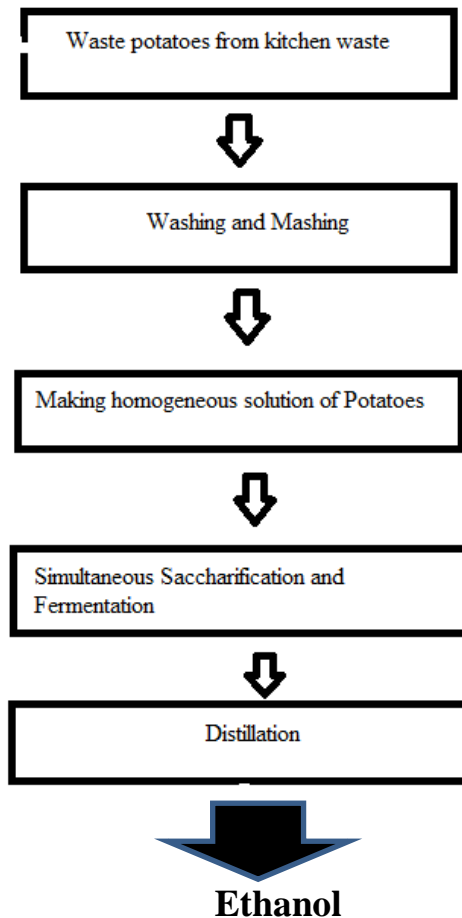 Waste potatoes from kitchen waste
Washing and Mashing
Making homogeneous solution of Potatoes
Simultaneous Saccharification and
Fermentation
Distillation
Ethanol